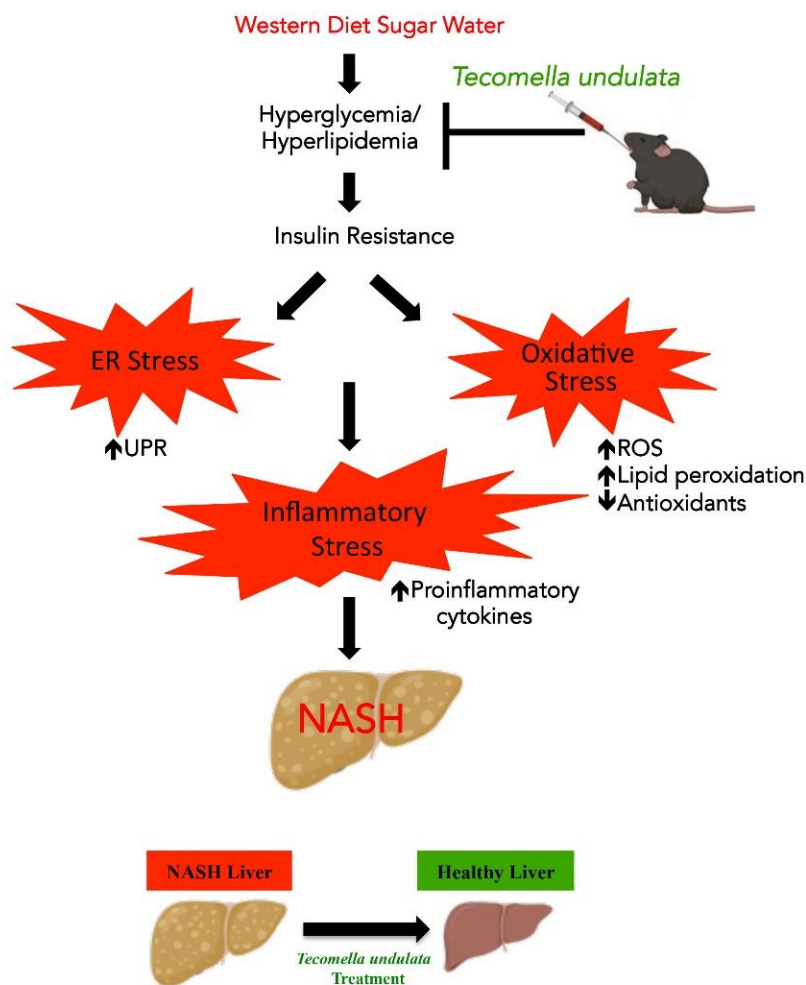 Western Diet Sugar Water
Tecomella undulata
Hyperglycemia/
Hyperlipidemia
Insulin Resistance
ER Stress
Oxidative
Stress
↑UPR
↑ROS
↑Lipid peroxidation
↓Antioxidants
Inflammatory
Stress
↑Proinflammatory
cytokines
NASH
NASH Liver
Healthy Liver
Tecomella undulata
Treatment